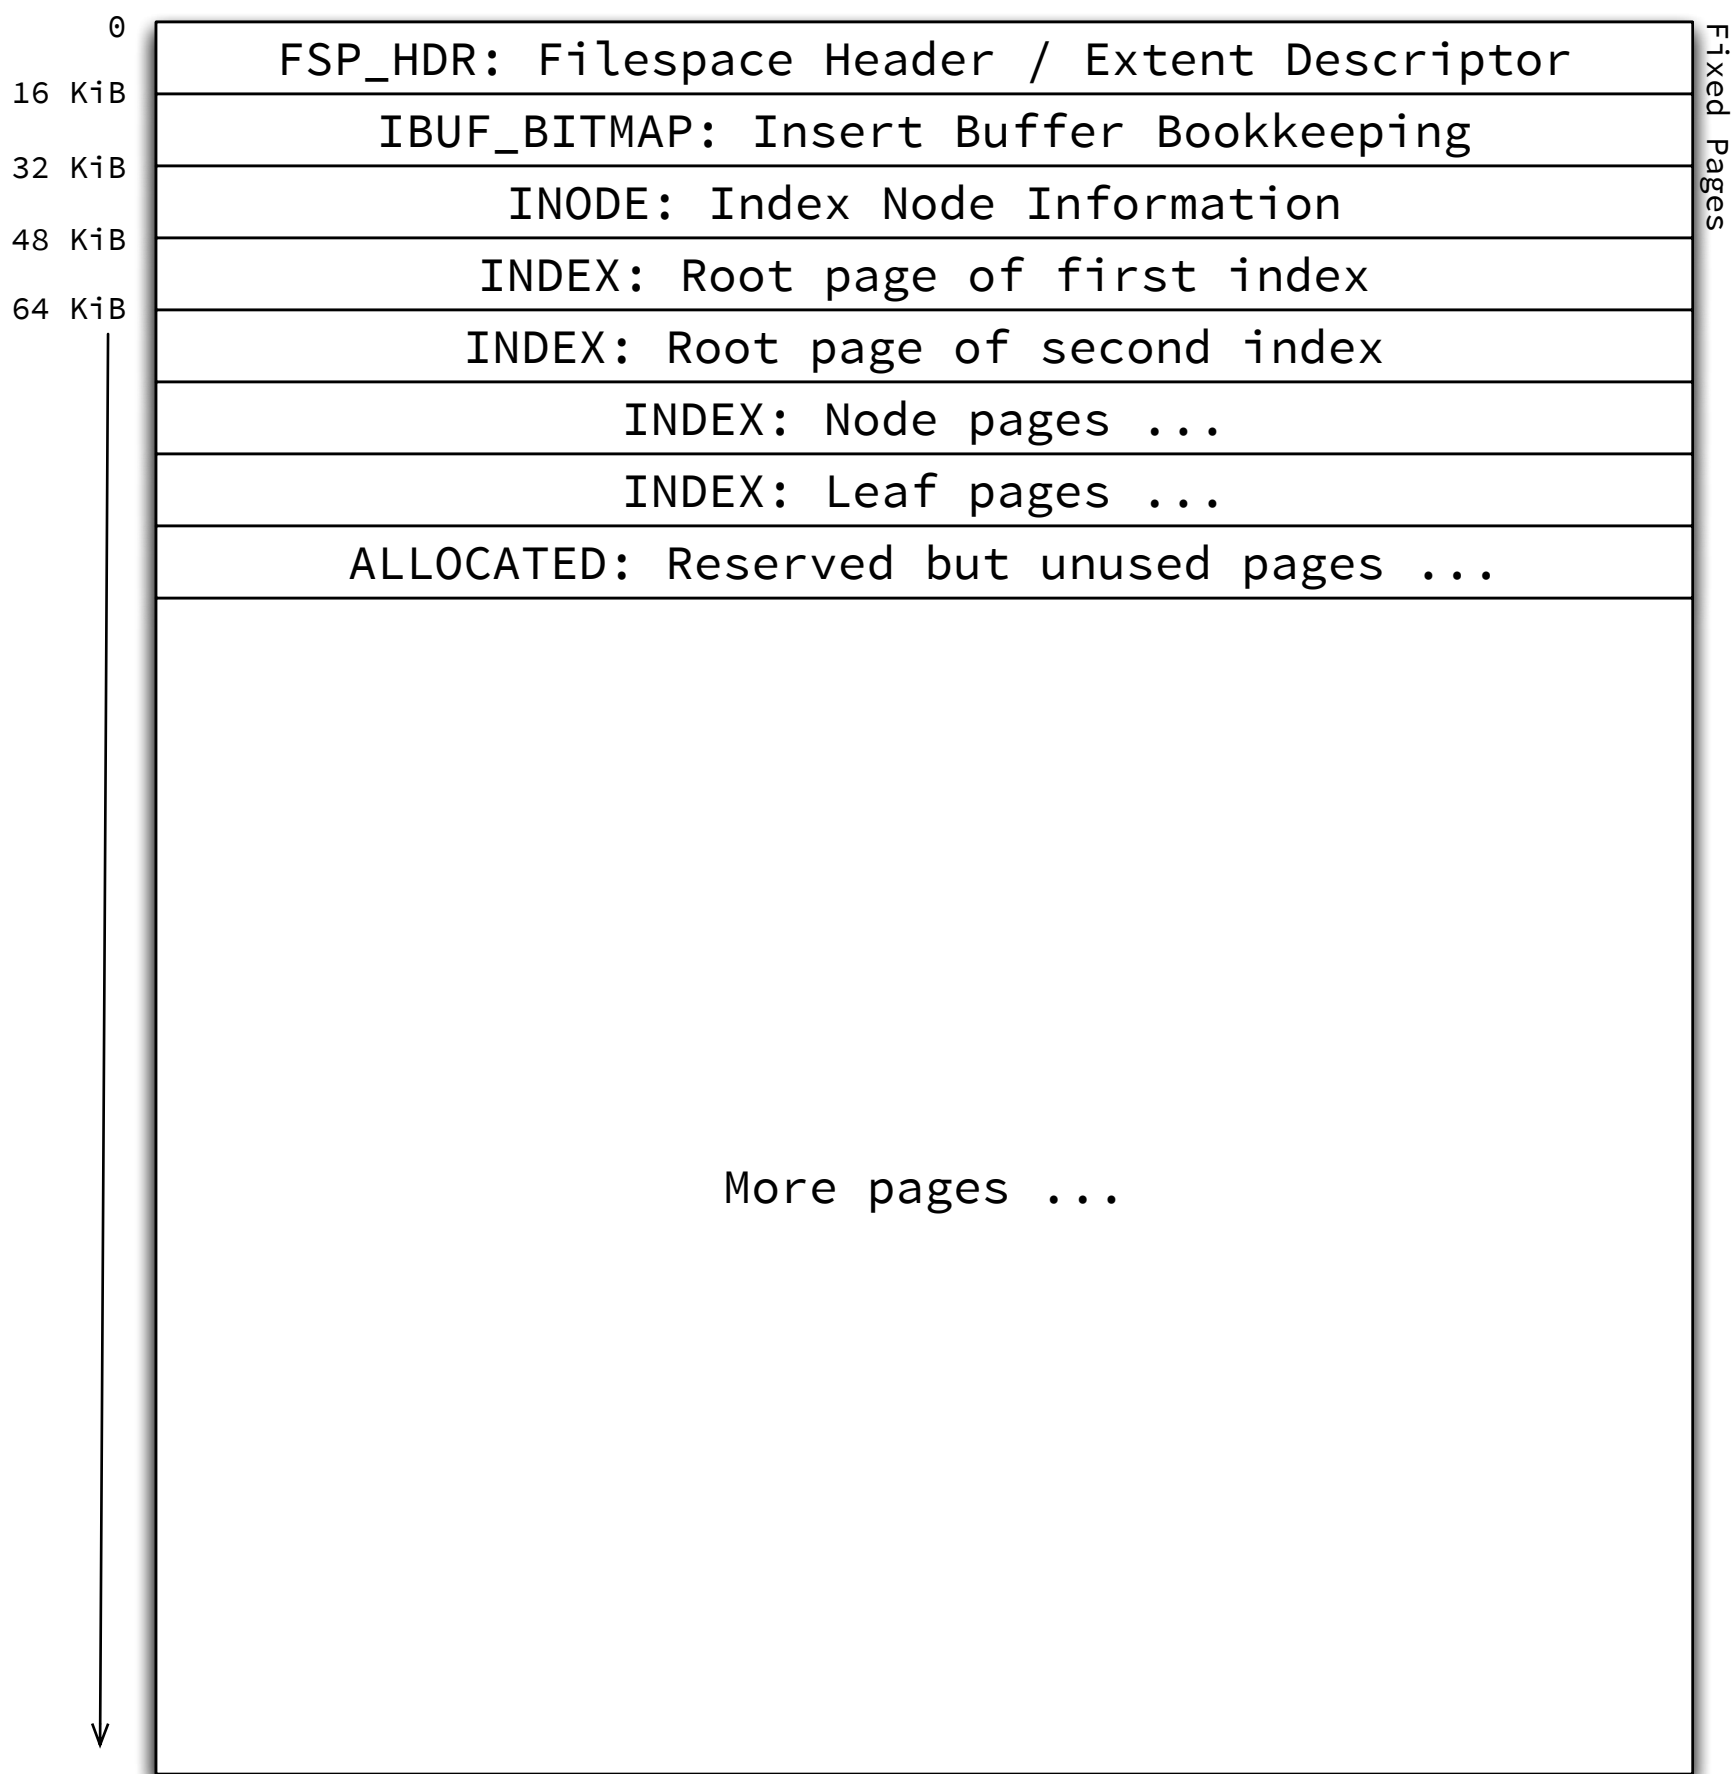 0
FSP_HDR: Filespace Header / Extent Descriptor
16 KiB
IBUF_BITMAP: Insert Buffer Bookkeeping
32 KiB
INODE: Index Node Information
48 KiB
INDEX: Root page of first index
64 KiB
INDEX: Root page of second index
INDEX: Node pages ...
INDEX: Leaf pages ...
ALLOCATED: Reserved but unused pages ...
More pages ...
Fixed Pages